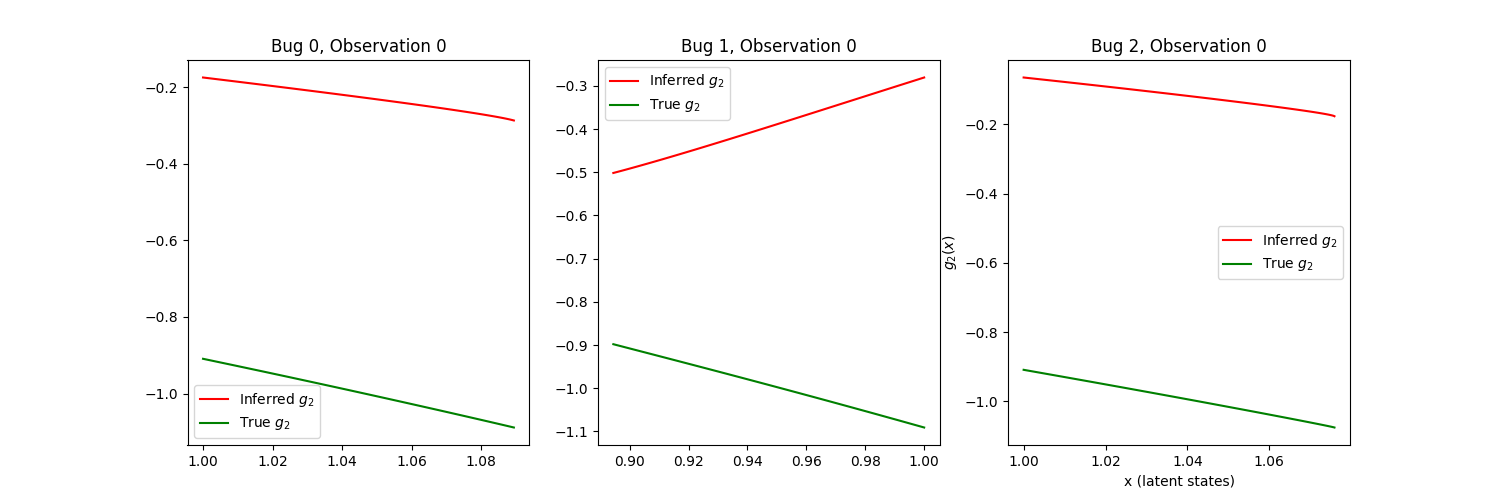 Bug 0, Observation 0
−0.2
−0.4
−0.6
−0.8
−1.0
Inferred g₂
True g₂
1.00 1.02 1.04 1.06 1.08
Bug 1, Observation 0
Inferred g₂
True g₂
−0.3
−0.4
−0.5
−0.6
−0.7
−0.8
−0.9
−1.0
−1.1
0.90 0.92 0.94 0.96 0.98 1.00
Bug 2, Observation 0
g₂(x)
−0.2
−0.4
−0.6
−0.8
−1.0
Inferred g₂
True g₂
1.00 1.02 1.04 1.06
x (latent states)